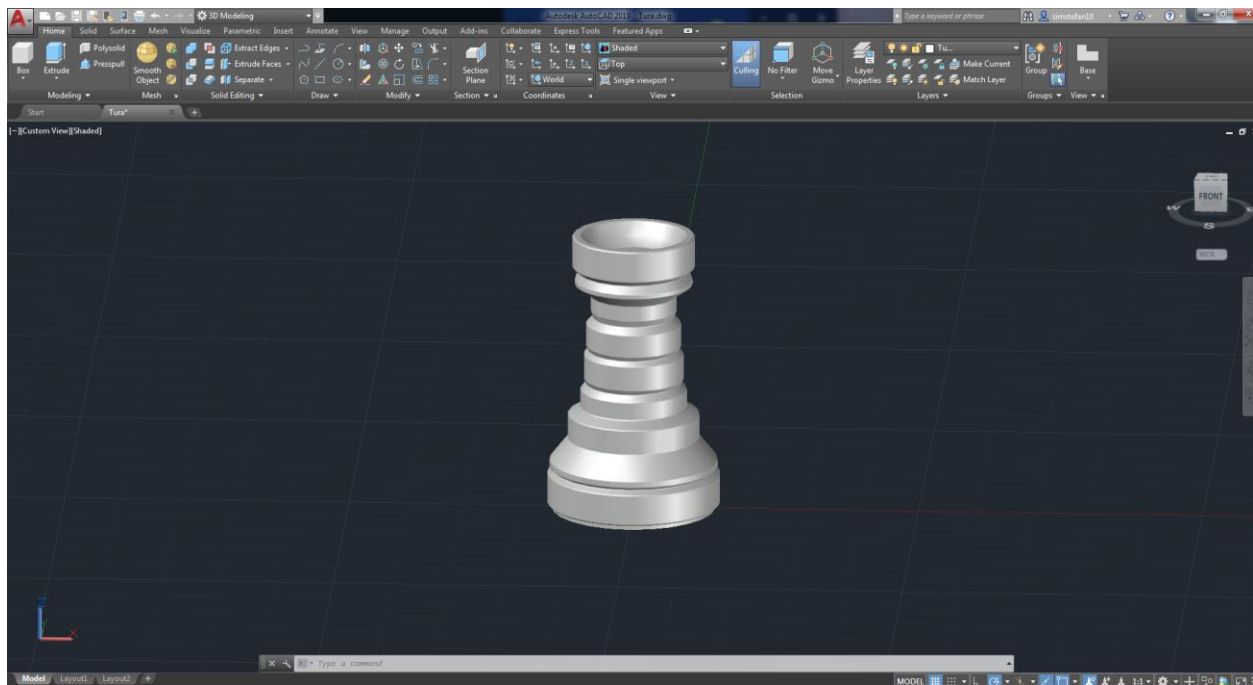 3D Modeling Autodesk AutoCAD 2019 Tura.dwg Type a keyword or phrase simstefan10
Home Solid Surface Mesh Visualize Parametric Insert Annotate View Manage Output Add-ins Collaborate Express Tools Featured Apps
Polysolid Extract Edges Shaded Tu...
Presspull Extrude Faces Top Make Current
Box Extrude Smooth Object Separate Section Plane World Single viewport Culling No Filter Move Gizmo Layer Properties Match Layer Group Base
Modeling Mesh Solid Editing Draw Modify Section Coordinates View Selection Layers Groups View
Start Tura*
[−][Custom View][Shaded]
FRONT
W
S
WCS
Z
Y
X
Type a command
Model Layout1 Layout2 MODEL 1:1